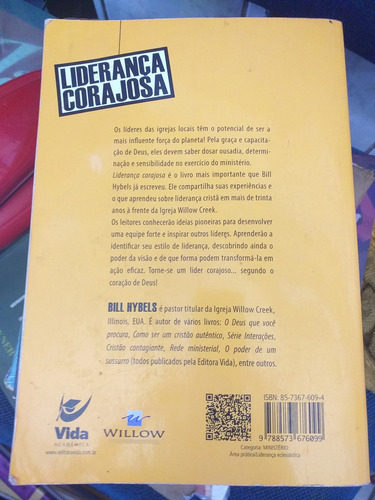 LIDERANÇA
CORAJOSA
Os líderes das igrejas locais têm o potencial de ser a
mais influente força do planeta! Pela graça e capacita-
ção de Deus, eles devem saber dosar ousadia, determi-
nação e sensibilidade no exercício do ministério.
Liderança corajosa é o livro mais importante que Bill
Hybels já escreveu. Ele compartilha suas experiências e
o que aprendeu sobre liderança cristã em mais de trinta
anos à frente da Igreja Willow Creek.
Os leitores conhecerão ideias pioneiras para desenvolver
uma equipe forte e inspirar outros líderes. Aprenderão a
identificar seu estilo de liderança, descobrindo ainda o
poder da visão e de que forma podem transformá-la em
ação eficaz. Torne-se um líder corajoso... segundo o
coração de Deus!
BILL HYBELS é pastor titular da Igreja Willow Creek,
Illinois, EUA. É autor de vários livros: O Deus que você
procura, Como ser um cristão autêntico, Série Interações,
Cristão contagiante, Rede ministerial, O poder de um
sussurro (todos publicados pela Editora Vida), entre outros.
ISBN: 85-7367-609-4
9 788573 676099
Vida
ACADÊMICA
www.editoravida.com.br
WILLOW
Categoria: MINISTÉRIO
Área prática/Liderança eclesiástica